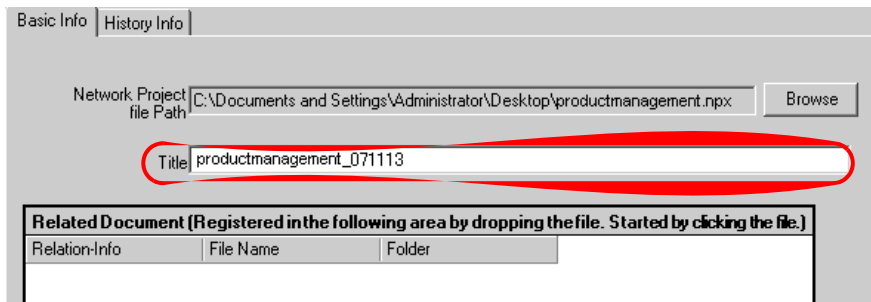 Basic Info History Info
Network Project
file Path C:\Documents and Settings\Administrator\Desktop\productmanagement.npx Browse
Title productmanagement_071113
Related Document (Registered in the following area by dropping the file. Started by clicking the file.)
Relation-Info File Name Folder